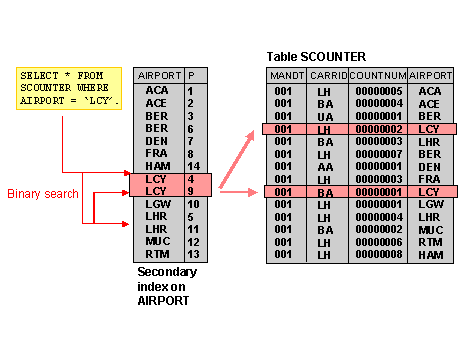 Table SCOUNTER
SELECT * FROM
SCOUNTER WHERE
AIRPORT = `LCY´.
AIRPORT P
ACA 1
ACE 2
BER 3
BER 6
DEN 7
FRA 8
HAM 14
LCY 4
LCY 9
LGW 10
LHR 5
LHR 11
MUC 12
RTM 13
MANDT CARRID COUNTNUM AIRPORT
001 LH 00000005 ACA
001 BA 00000004 ACE
001 UA 00000001 BER
001 LH 00000002 LCY
001 BA 00000003 LHR
001 LH 00000007 BER
001 AA 00000001 DEN
001 LH 00000003 FRA
001 BA 00000001 LCY
001 LH 00000001 LGW
001 LH 00000004 LHR
001 BA 00000002 MUC
001 LH 00000006 RTM
001 LH 00000008 HAM
Binary search
Secondary
index on
AIRPORT